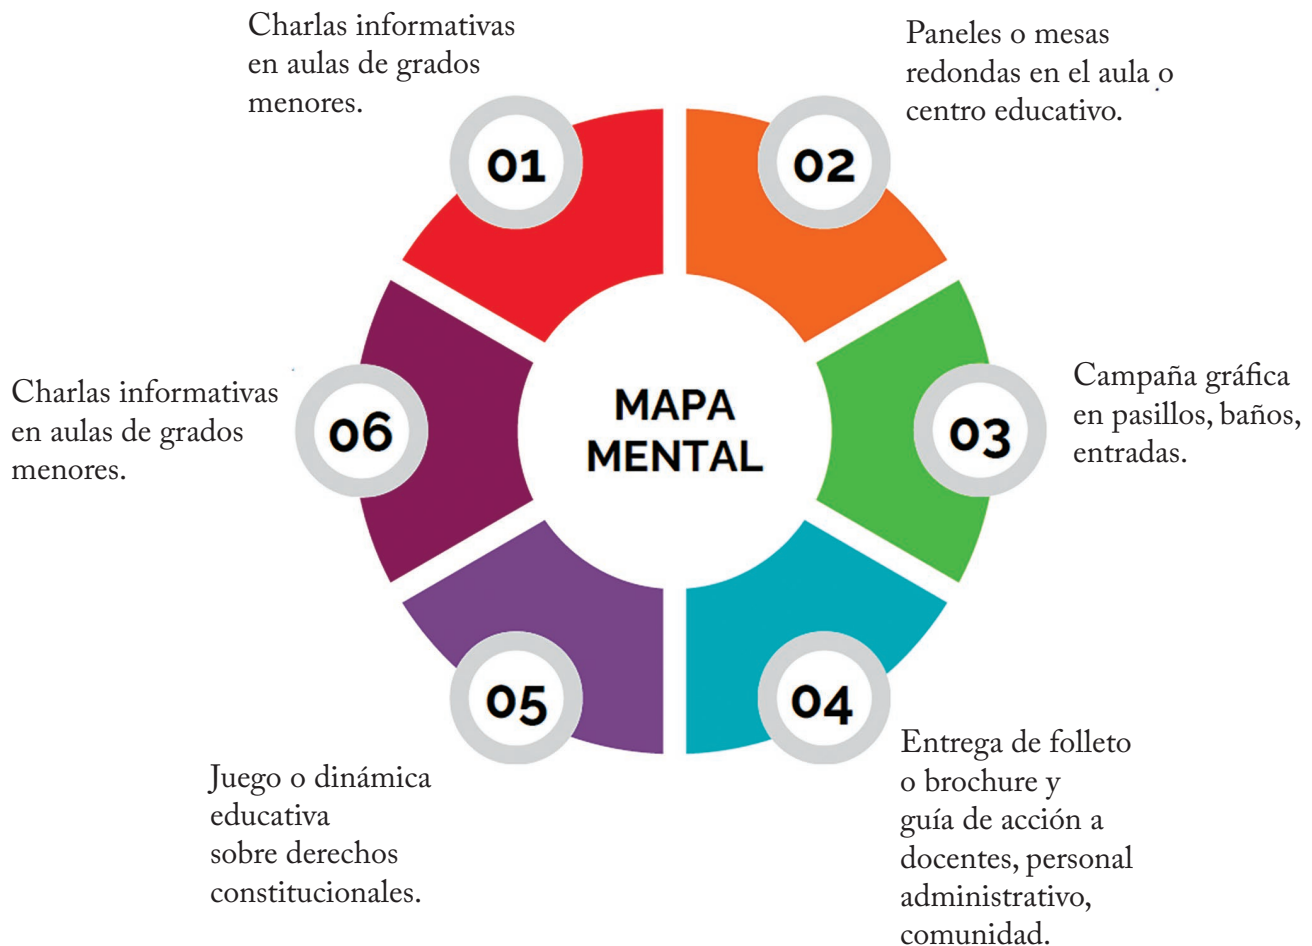 Charlas informativas
en aulas de grados
menores.
01
Paneles o mesas
redondas en el aula o
centro educativo.
02
Campaña gráfica
en pasillos, baños,
entradas.
03
Entrega de folleto
o brochure y
guía de acción a
docentes, personal
administrativo,
comunidad.
04
Juego o dinámica
educativa
sobre derechos
constitucionales.
05
Charlas informativas
en aulas de grados
menores.
06
MAPA
MENTAL